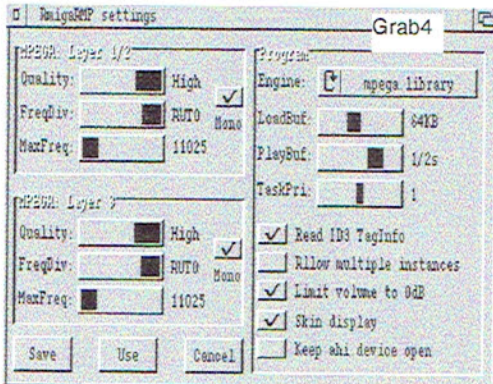 AmigaAMP settings
Grab4
MPEGA: Layer 1/2
Quality: High
FreqDiv: AUTO
Mono
MaxFreq: 11025
MPEGA: Layer 3
Quality: High
FreqDiv: AUTO
Mono
MaxFreq: 11025
Save
Use
Cancel
Program
Engine: mpega.library
LoadBuf: 64KB
PlayBuf: 1/2s
TaskPri: 1
Read ID3 TagInfo
Allow multiple instances
Limit volume to 0dB
Skin display
Keep ahi device open